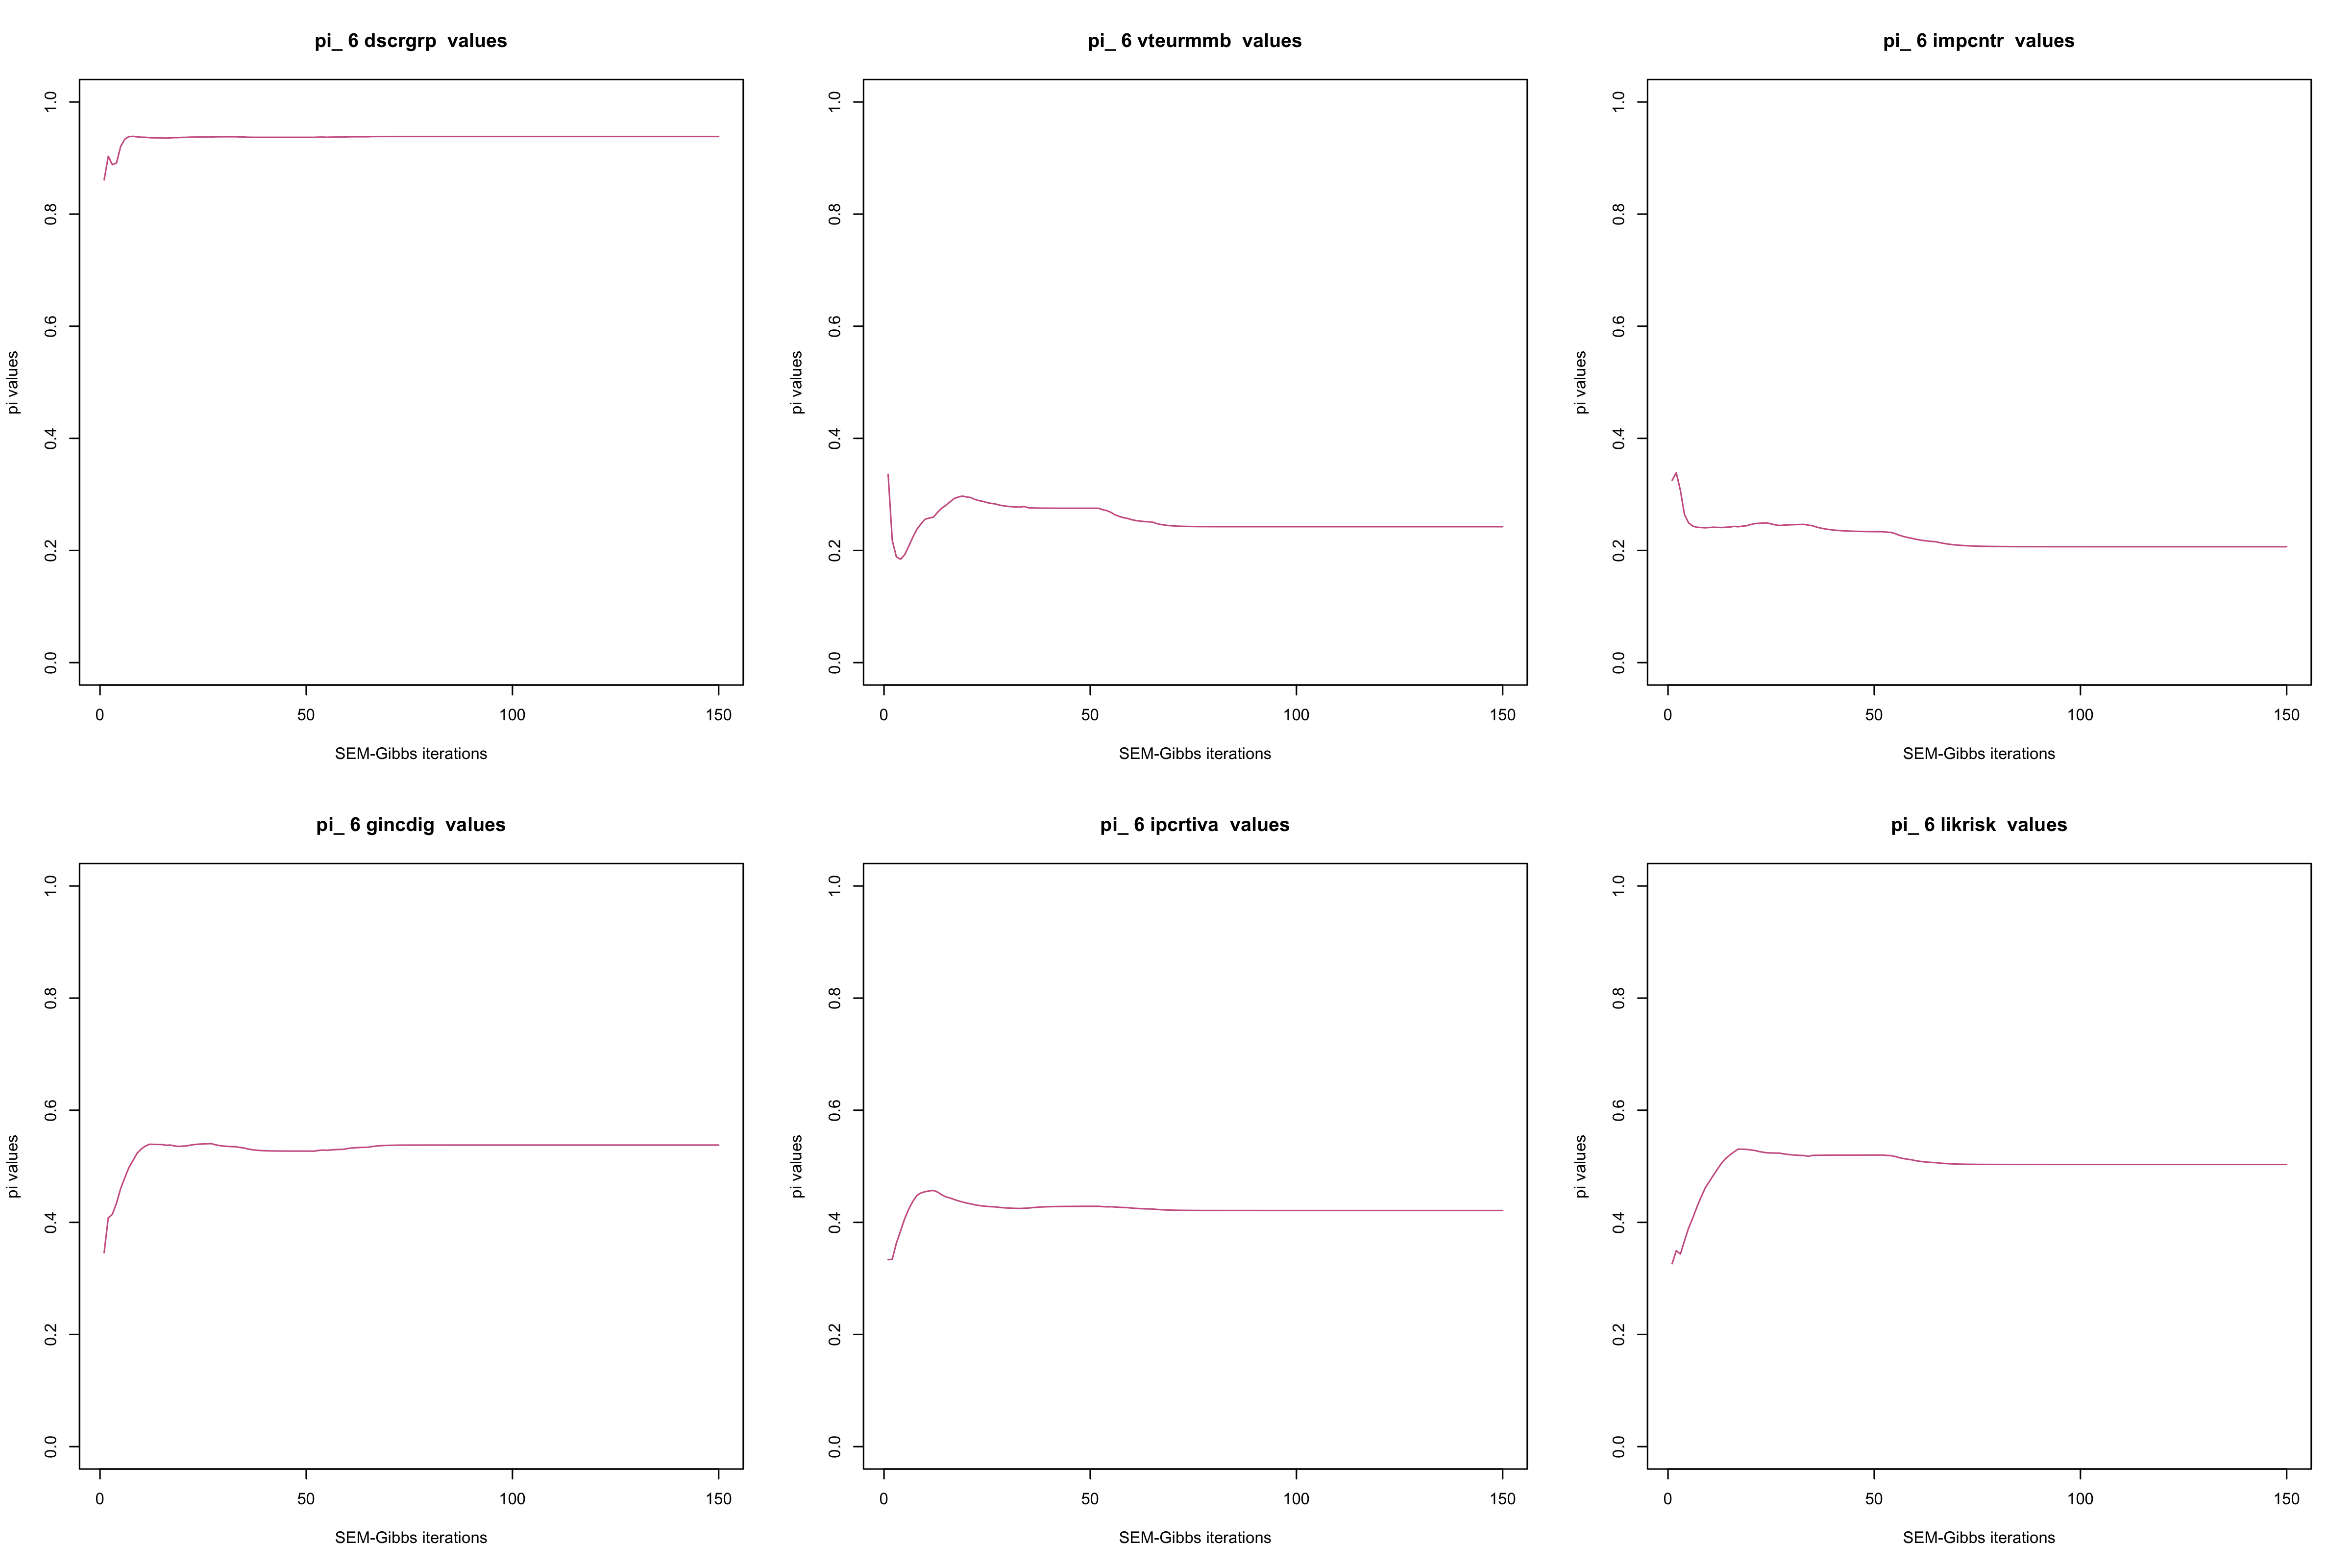 pi_ 6 dscrgrp  values
pi values
1.0
0.8
0.6
0.4
0.2
0.0
0 50 100 150
SEM-Gibbs iterations
pi_ 6 vteurmmb  values
pi values
1.0
0.8
0.6
0.4
0.2
0.0
0 50 100 150
SEM-Gibbs iterations
pi_ 6 impcntr  values
pi values
1.0
0.8
0.6
0.4
0.2
0.0
0 50 100 150
SEM-Gibbs iterations
pi_ 6 gincdig  values
pi values
1.0
0.8
0.6
0.4
0.2
0.0
0 50 100 150
SEM-Gibbs iterations
pi_ 6 ipcrtiva  values
pi values
1.0
0.8
0.6
0.4
0.2
0.0
0 50 100 150
SEM-Gibbs iterations
pi_ 6 likrisk  values
pi values
1.0
0.8
0.6
0.4
0.2
0.0
0 50 100 150
SEM-Gibbs iterations